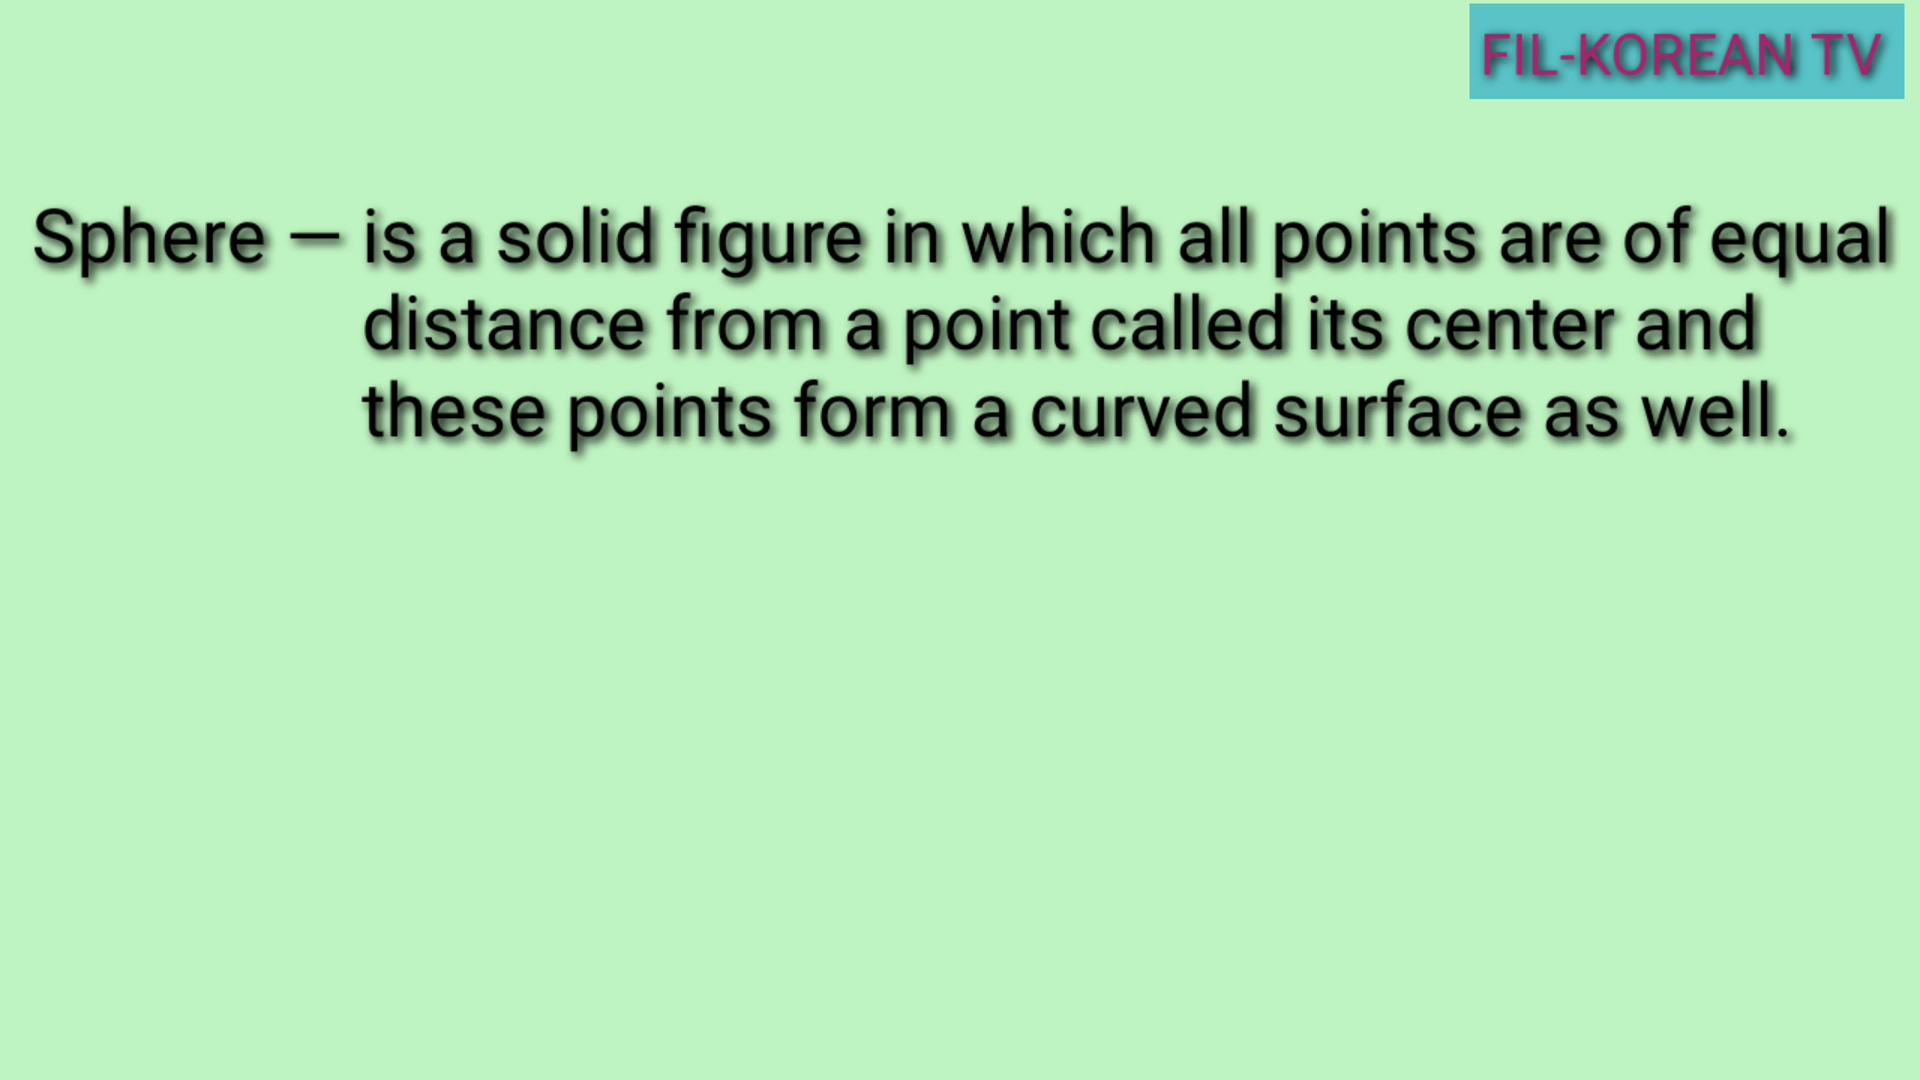 FIL-KOREAN TV
Sphere — is a solid figure in which all points are of equal
distance from a point called its center and
these points form a curved surface as well.